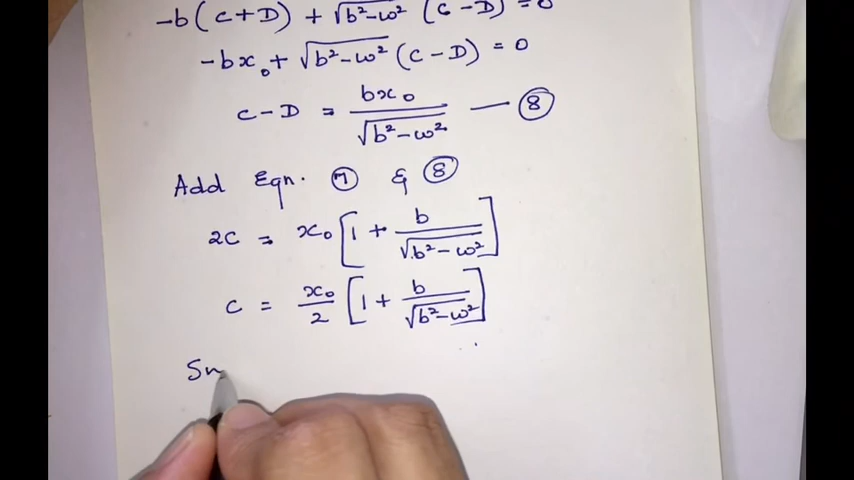 -b(C+D) + √b²-ω² (C-D) = 0
-bx₀ + √b²-ω² (C-D) = 0
C-D = bx₀/√b²-ω² — ⑧
Add Eqn. ⑦ & ⑧
2C = x₀[1 + b/√b²-ω²]
C = x₀/2 [1 + b/√b²-ω²]